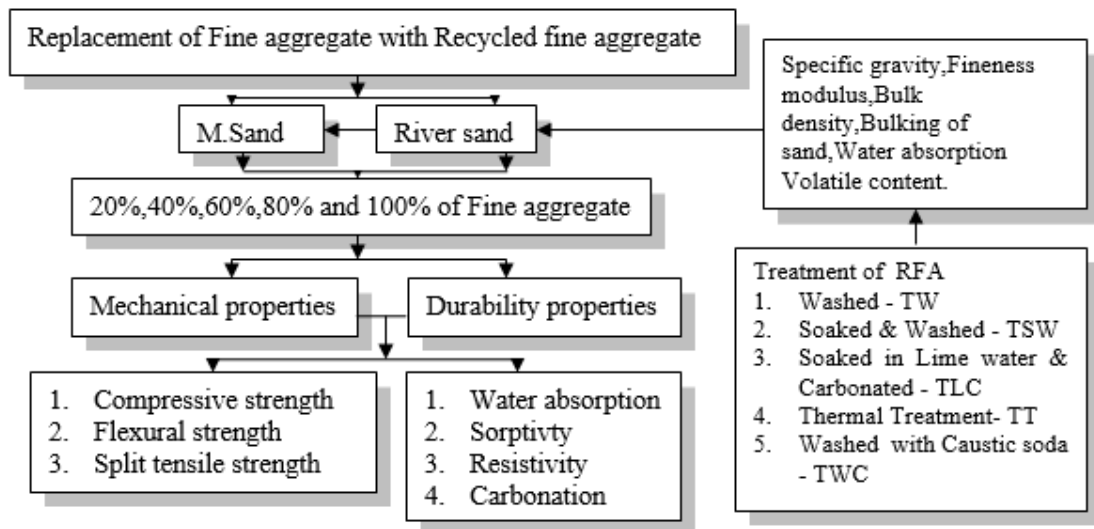 Replacement of Fine aggregate with Recycled fine aggregate
M.Sand
River sand
20%,40%,60%,80% and 100% of Fine aggregate
Mechanical properties
Durability properties
1. Compressive strength
2. Flexural strength
3. Split tensile strength
1. Water absorption
2. Sorptivty
3. Resistivity
4. Carbonation
Specific gravity,Fineness
modulus,Bulk
density,Bulking of
sand,Water absorption
Volatile content.
Treatment of RFA
1. Washed - TW
2. Soaked & Washed - TSW
3. Soaked in Lime water &
Carbonated - TLC
4. Thermal Treatment- TT
5. Washed with Caustic soda
- TWC